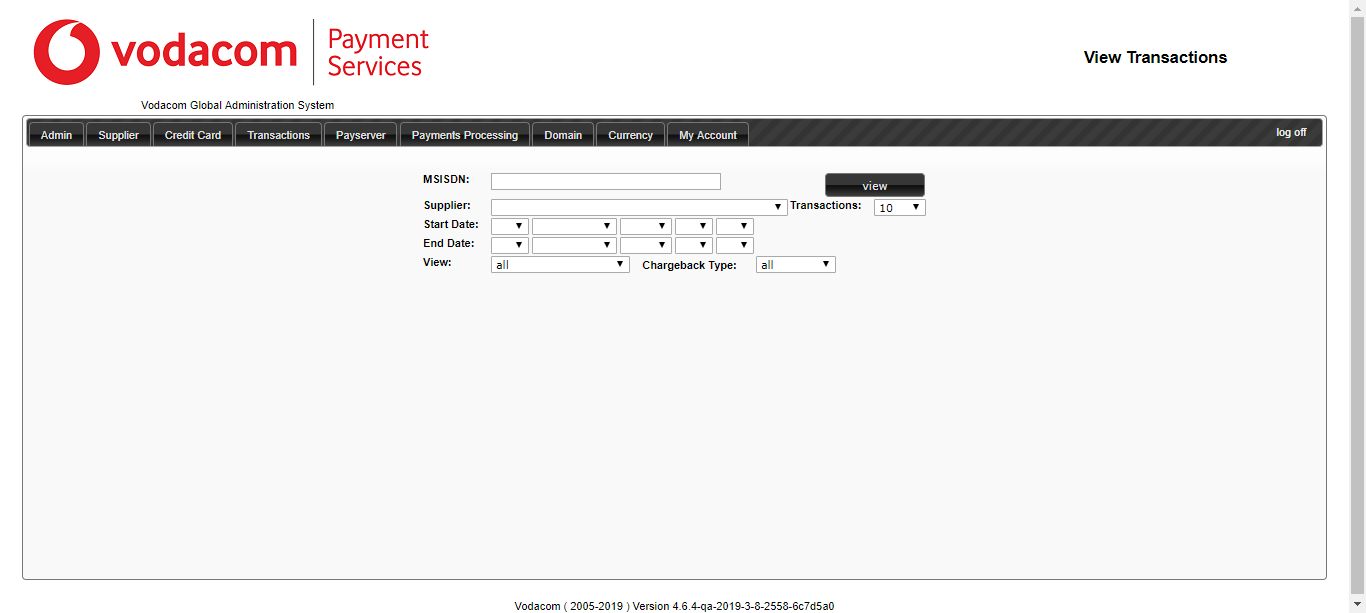 vodacom
Payment
Services
View Transactions
Vodacom Global Administration System
Admin Supplier Credit Card Transactions Payserver Payments Processing Domain Currency My Account log off
MSISDN: view
Supplier: Transactions: 10
Start Date:
End Date:
View: all Chargeback Type: all
Vodacom ( 2005-2019 ) Version 4.6.4-qa-2019-3-8-2558-6c7d5a0